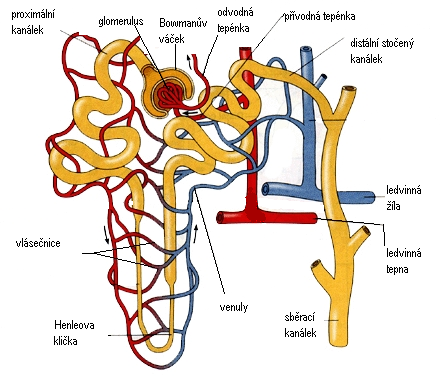 proximální
kanálek
glomerulus
Bowmanův
váček
odvodná
tepénka
přívodná tepénka
distální stočený
kanálek
ledvinná
žíla
ledvinná
tepna
vlásečnice
venuly
Henleova
klička
sběrací
kanálek